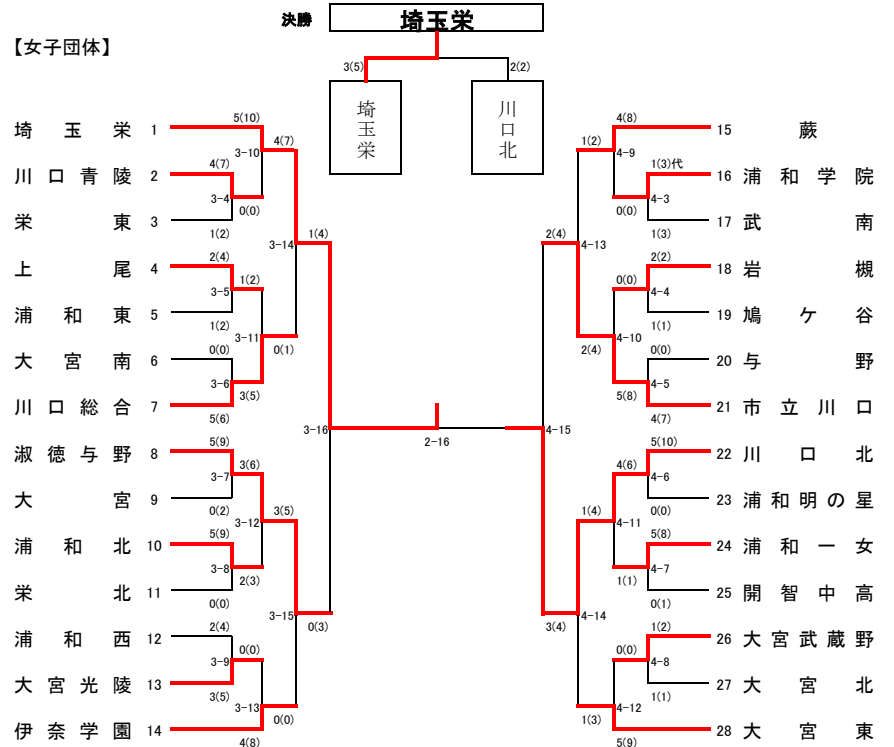 決勝 埼玉栄
【女子団体】
3(5) 2(2)
埼玉栄 川口北
5(10) 4(8)
埼玉栄 1 4(7) 1(2) 15 蕨
3-10 4-9
4(7) 1(3)代
川口青陵 2 16 浦和学院
3-4 4-3
0(0) 0(0)
栄東 3 17 武南
1(2) 3-14 1(4) 2(4) 4-13 1(3)
2(4) 2(2)
上尾 4 1(2) 0(0) 18 岩槻
3-5 4-4
浦和東 5 19 鳩ケ谷
1(2) 3-11 4-10 1(1)
0(0) 0(1) 2(4) 0(0)
大宮南 6 20 与野
3-6 4-5
3(5) 5(8)
川口総合 7 21 市立川口
5(6) 4(7)
3-16 2-16 4-15
5(9) 5(10)
淑徳与野 8 3(6) 4(6) 22 川口北
3-7 4-6
大宮 9 23 浦和明の星
0(2) 3-12 3(5) 1(4) 4-11 0(0)
5(9) 5(8)
浦和北 10 24 浦和一女
3-8 4-7
2(3) 1(1)
栄北 11 25 開智中高
0(0) 3-15 0(3) 3(4) 4-14 0(1)
2(4) 1(2)
浦和西 12 0(0) 0(0) 26 大宮武蔵野
3-9 4-8
大宮光陵 13 27 大宮北
3(5) 1(1)
3-13 0(0) 1(3) 4-12
伊奈学園 14 28 大宮東
4(8) 5(9)